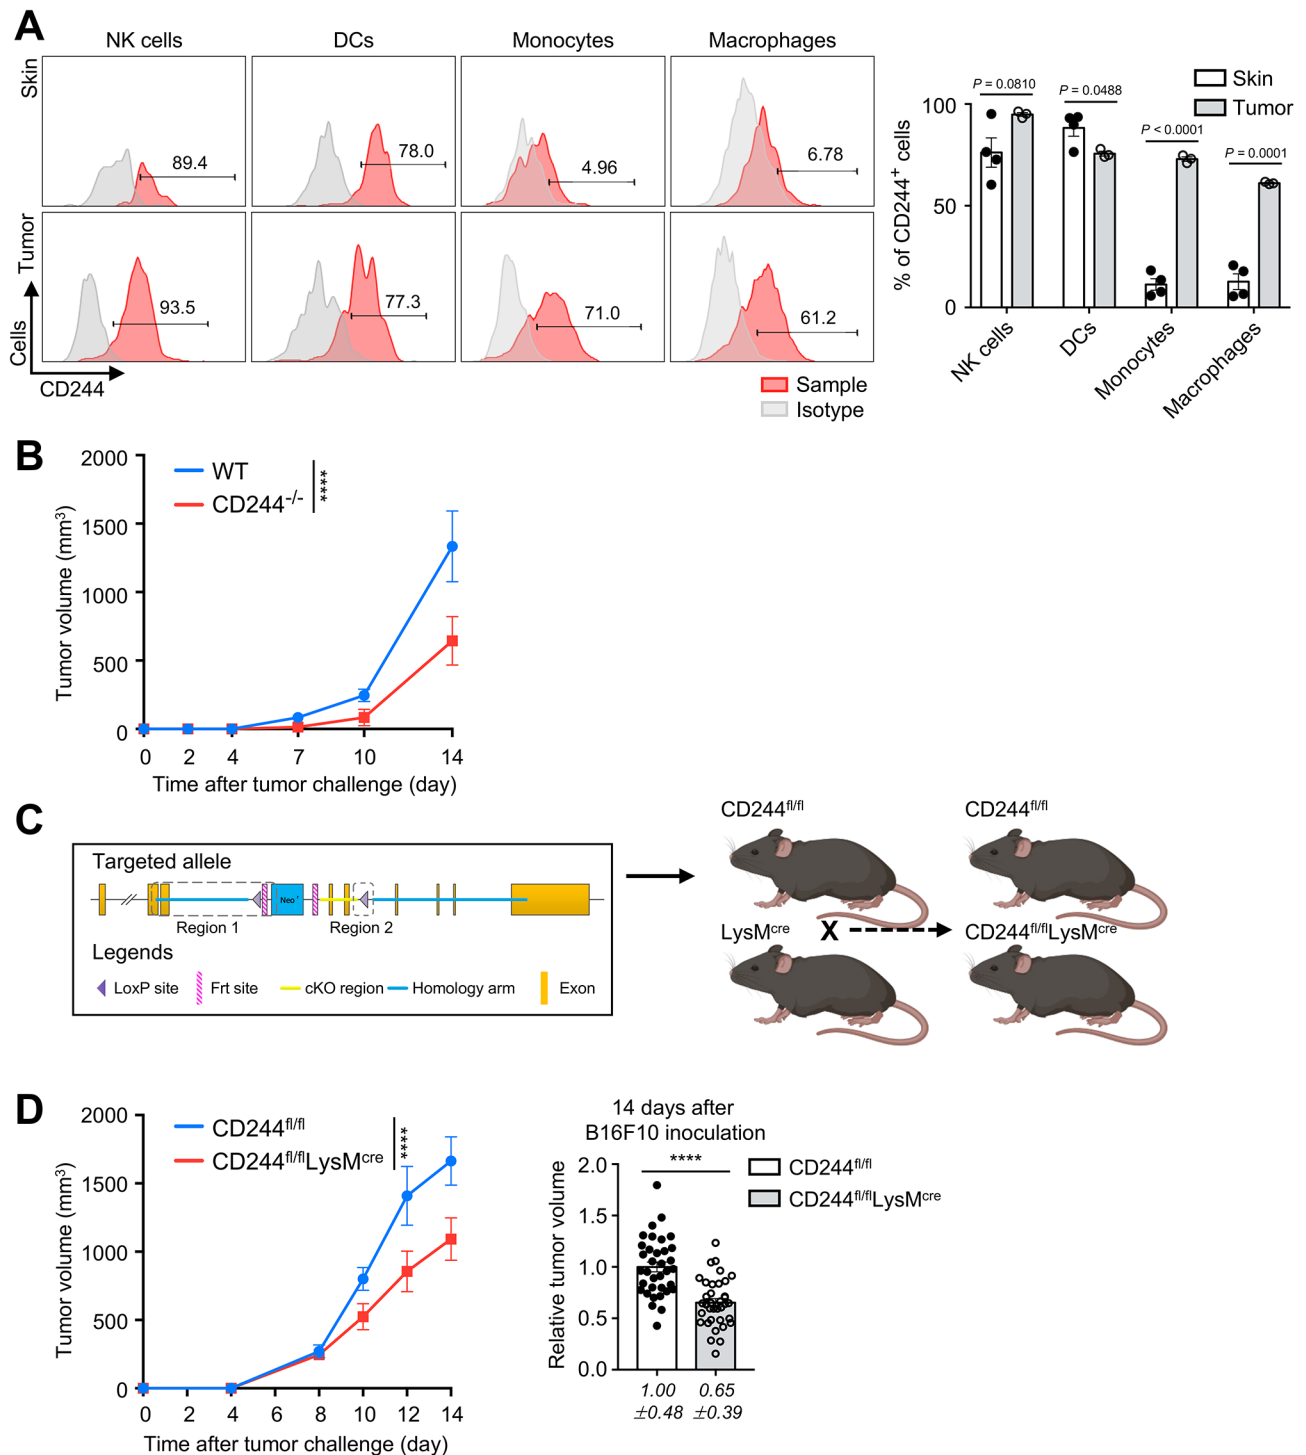 A
NK cells
DCs
Monocytes
Macrophages
Skin
89.4
78.0
4.96
6.78
Tumor
93.5
77.3
71.0
61.2
Cells
CD244
Sample
Isotype
Skin
Tumor
P = 0.0810
P = 0.0488
P < 0.0001
P = 0.0001
% of CD244⁺ cells
100
50
0
NK cells
DCs
Monocytes
Macrophages
B
Tumor volume (mm³)
2000
1500
1000
500
0
WT
CD244⁻/⁻
****
0 2 4 7 10 14
Time after tumor challenge (day)
C
Targeted allele
Neoʳ
Region 1
Region 2
Legends
LoxP site
Frt site
cKO region
Homology arm
Exon
CD244fl/fl
CD244fl/fl
LysMcre
X
CD244fl/flLysMcre
D
Tumor volume (mm³)
2000
1500
1000
500
0
CD244fl/fl
CD244fl/flLysMcre
****
0 2 4 6 8 10 12 14
Time after tumor challenge (day)
14 days after
B16F10 inoculation
Relative tumor volume
2.0
1.5
1.0
0.5
0.0
****
CD244fl/fl
CD244fl/flLysMcre
1.00 0.65
±0.48 ±0.39